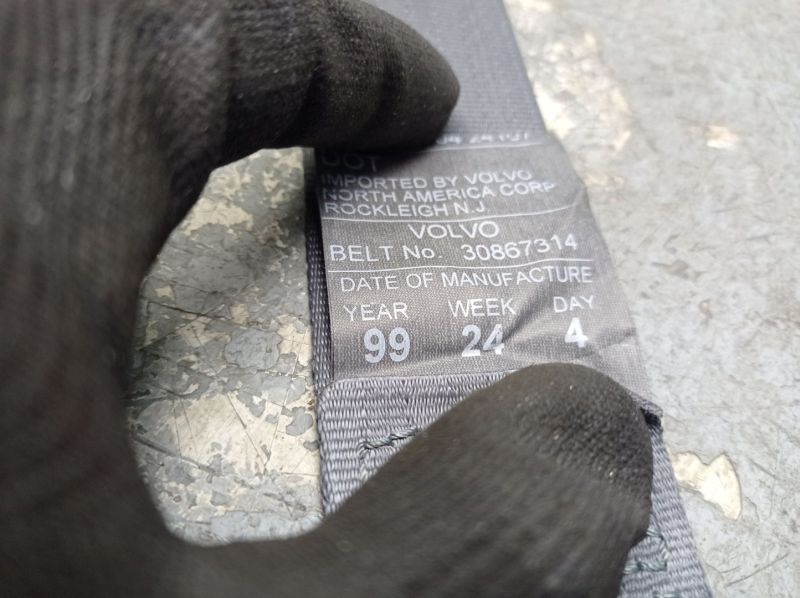 DOT
IMPORTED BY VOLVO
NORTH AMERICA CORP
ROCKLEIGH N.J.
VOLVO
BELT No. 30867314
DATE OF MANUFACTURE
YEAR WEEK DAY
99 24 4